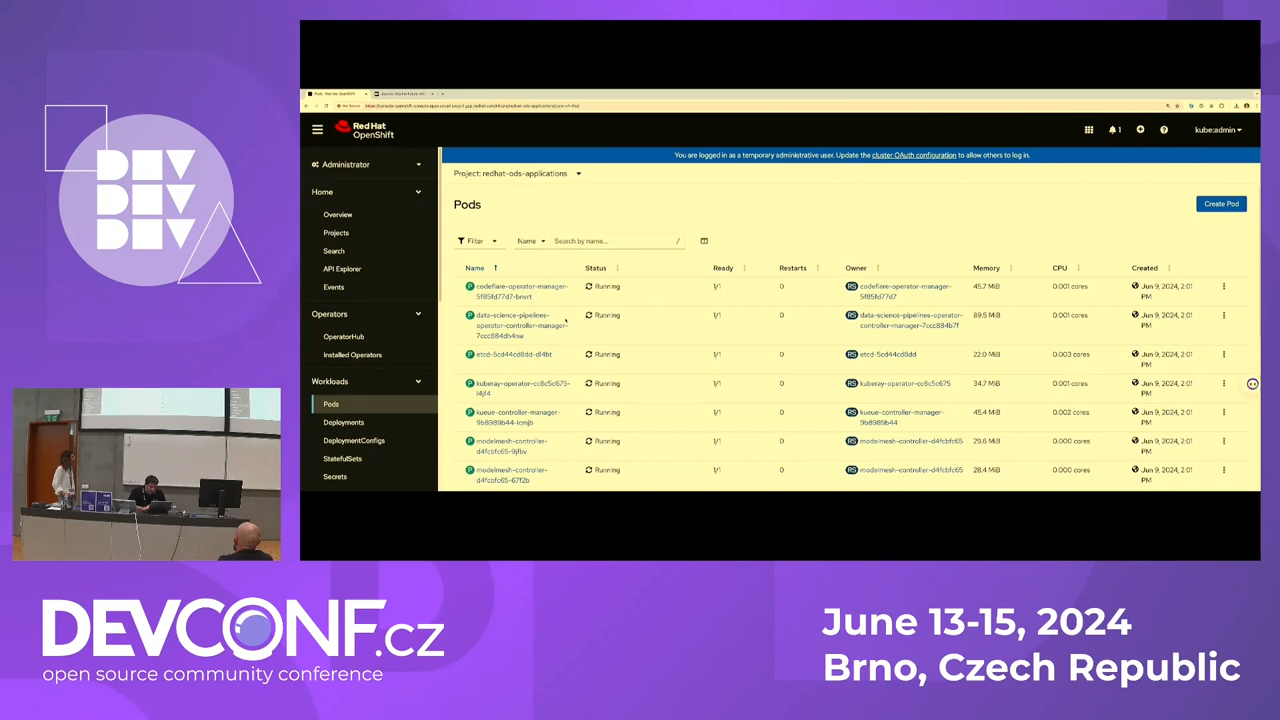 DEV
DEV
DEV
Pods · Red Hat OpenShift
Red Hat
OpenShift
1
kube:admin
You are logged in as a temporary administrative user. Update the cluster OAuth configuration to allow others to log in.
Administrator
Home
Overview
Projects
Search
API Explorer
Events
Operators
OperatorHub
Installed Operators
Workloads
Pods
Deployments
DeploymentConfigs
StatefulSets
Secrets
Project: redhat-ods-applications
Pods
Create Pod
Filter Name Search by name... /
Name Status Ready Restarts Owner Memory CPU Created
P codeflare-operator-manager- Running 1/1 0 RS codeflare-operator-manager- 45.7 MiB 0.001 cores Jun 9, 2024, 2:01
5f85fd77d7-bnvrt 5f85fd77d7 PM
P data-science-pipelines- Running 1/1 0 RS data-science-pipelines-operator- 89.5 MiB 0.001 cores Jun 9, 2024, 2:01
operator-controller-manager- controller-manager-7ccc884b7f PM
7ccc884dh4nw
P etcd-5cd44cd8dd-dl4bt Running 1/1 0 RS etcd-5cd44cd8dd 22.0 MiB 0.003 cores Jun 9, 2024, 2:01
PM
P kuberay-operator-cc8c5c675- Running 1/1 0 RS kuberay-operator-cc8c5c675 34.7 MiB 0.001 cores Jun 9, 2024, 2:01
l4jf4 PM
P kueue-controller-manager- Running 1/1 0 RS kueue-controller-manager- 45.4 MiB 0.002 cores Jun 9, 2024, 2:01
9b8989b44-lcmjb 9b8989b44 PM
P modelmesh-controller- Running 1/1 0 RS modelmesh-controller-d4fcbfc65 29.6 MiB 0.000 cores Jun 9, 2024, 2:01
d4fcbfc65-9jfbv PM
P modelmesh-controller- Running 1/1 0 RS modelmesh-controller-d4fcbfc65 28.4 MiB 0.000 cores Jun 9, 2024, 2:01
d4fcbfc65-67f2b PM
DEVCONF.cz
open source community conference
June 13-15, 2024
Brno, Czech Republic